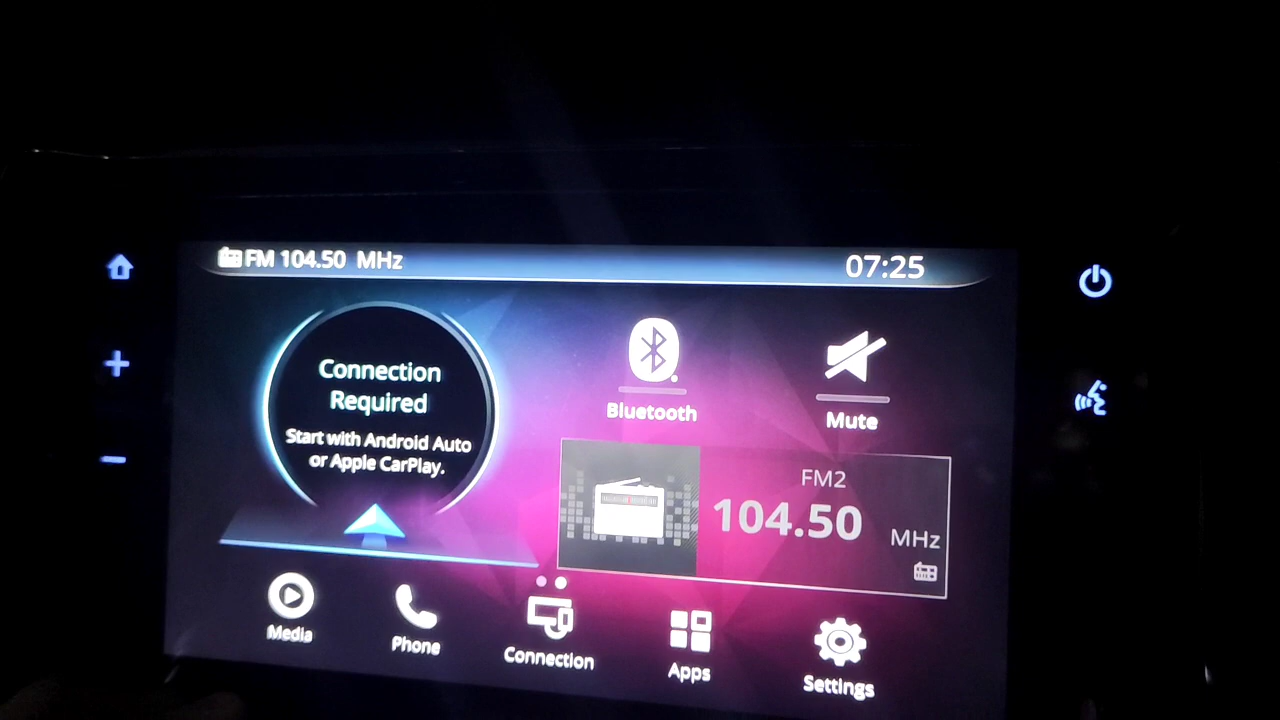 FM 104.50 MHz
07:25
Connection
Required
Start with Android Auto
or Apple CarPlay.
Bluetooth
Mute
FM2
104.50 MHz
Media
Phone
Connection
Apps
Settings